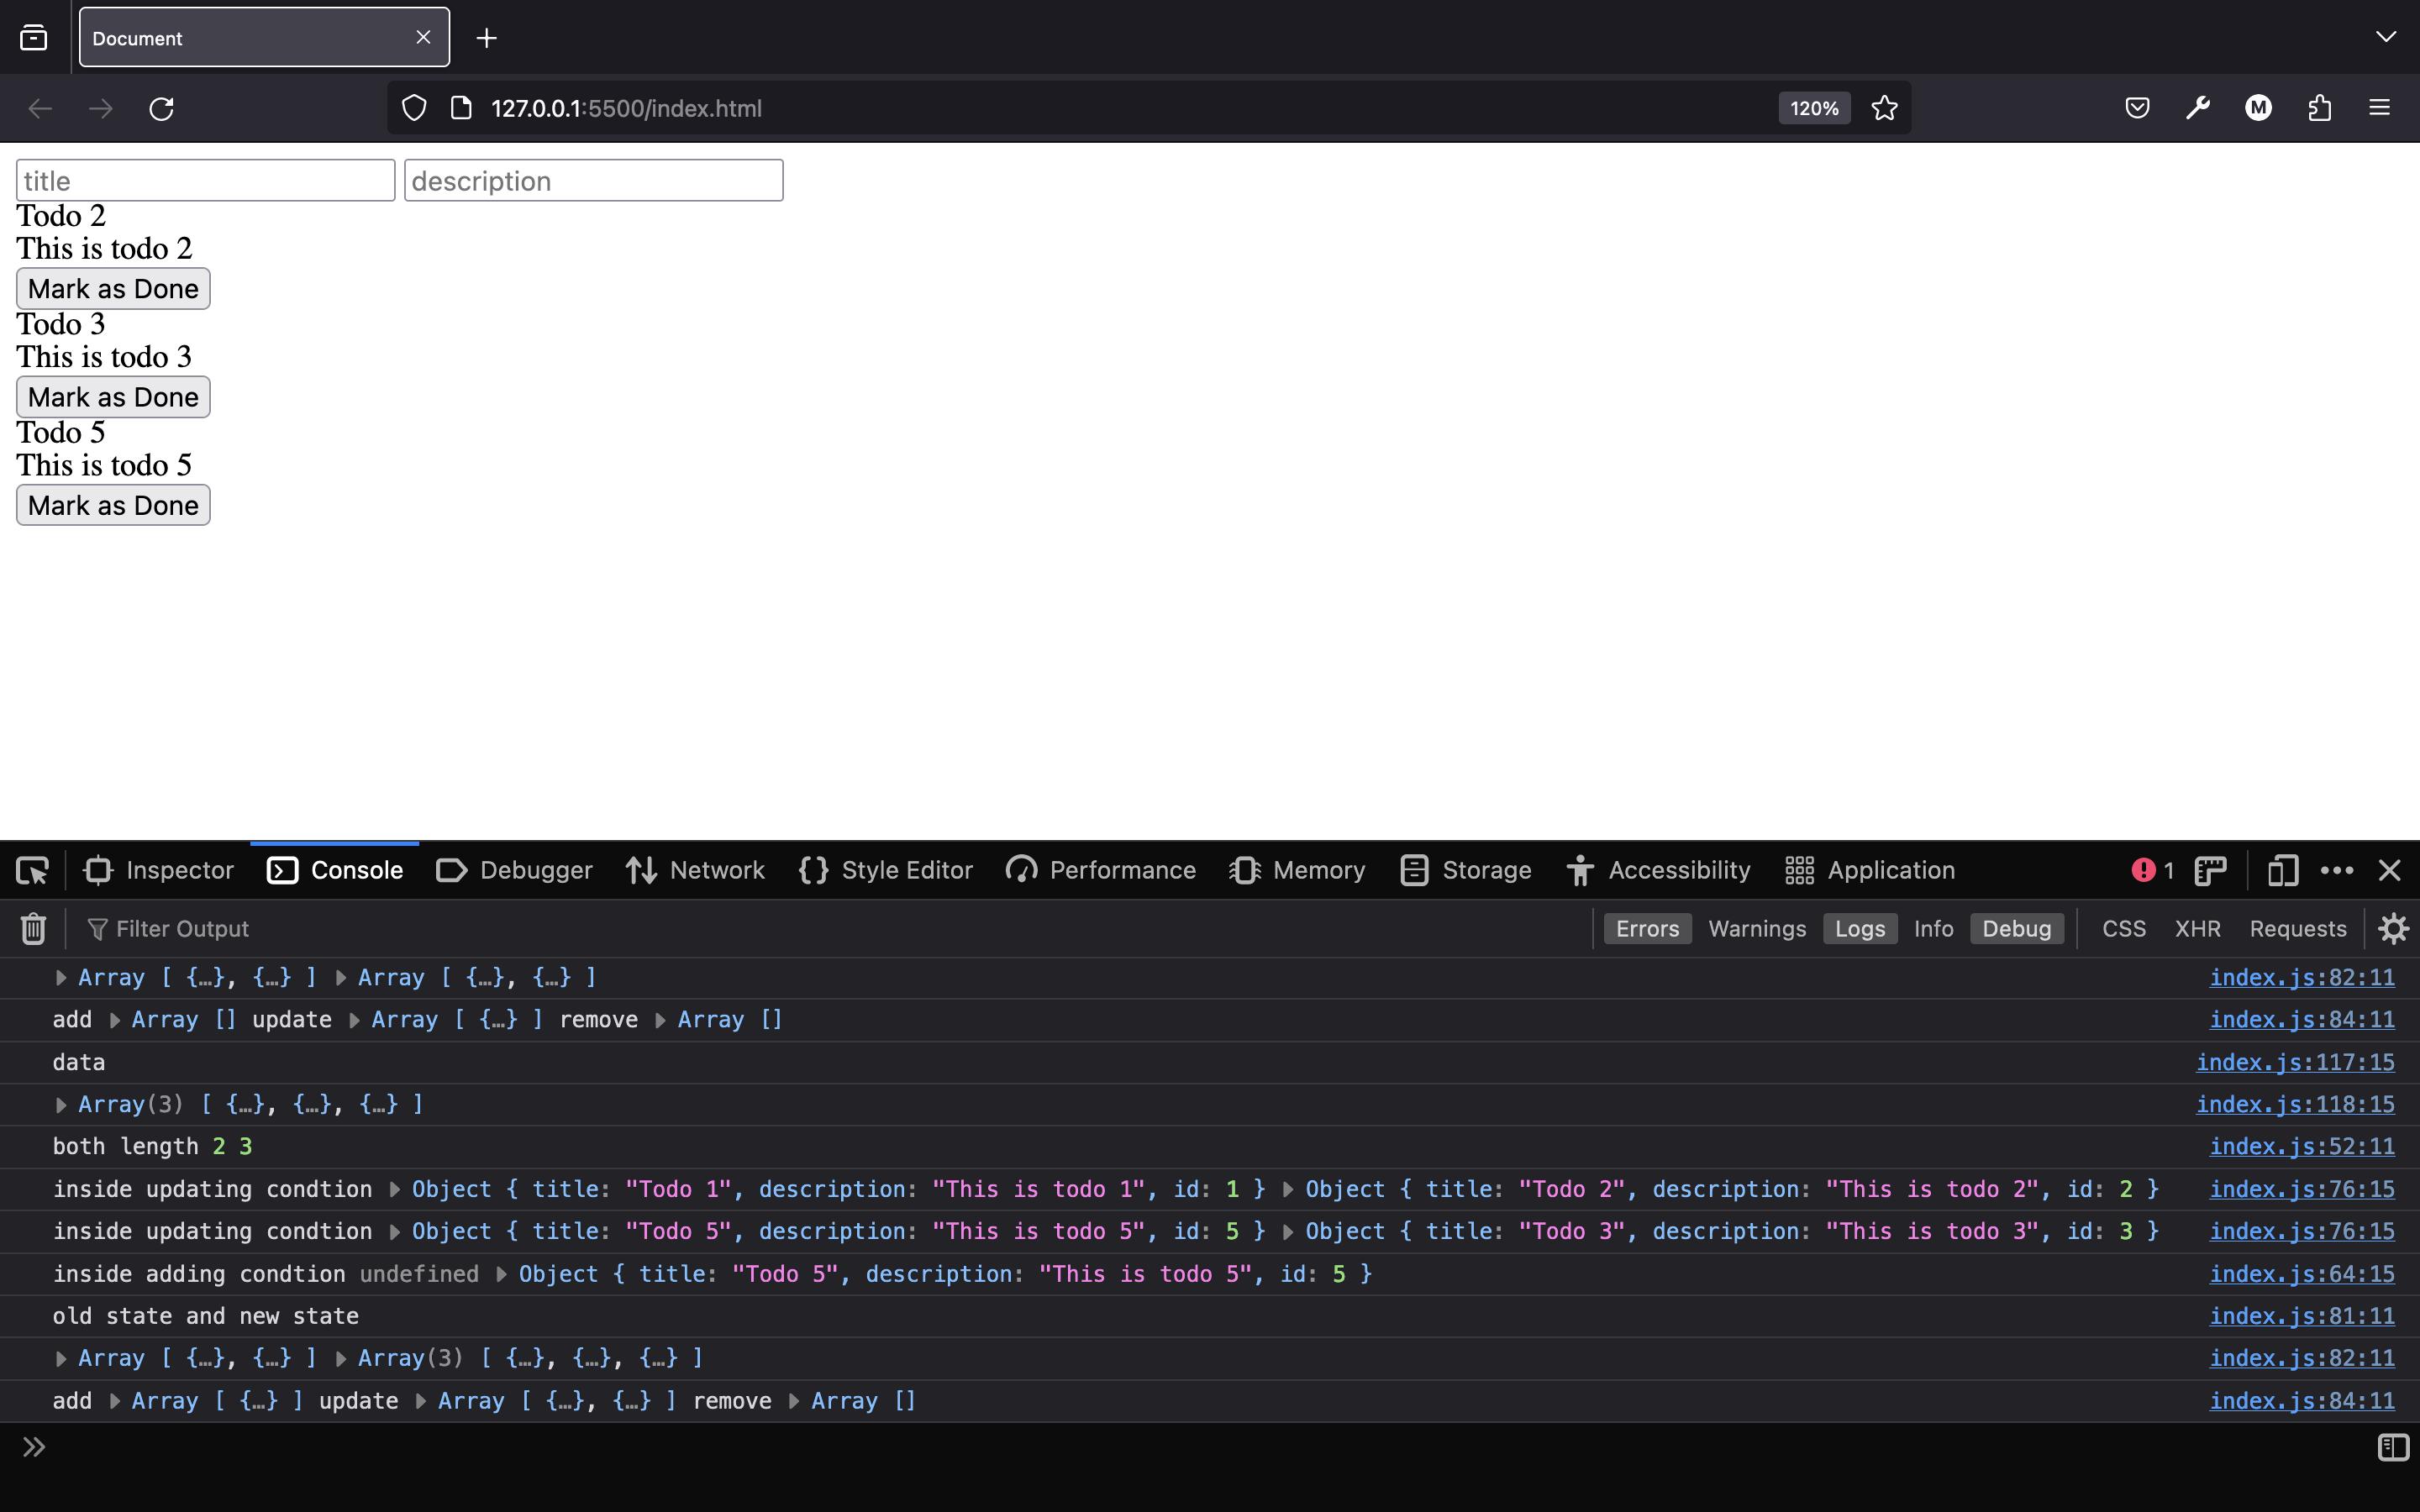 Document
127.0.0.1:5500/index.html
120%
M
title description
Todo 2
This is todo 2
Mark as Done
Todo 3
This is todo 3
Mark as Done
Todo 5
This is todo 5
Mark as Done
Inspector Console Debugger Network Style Editor Performance Memory Storage Accessibility Application 1
Filter Output Errors Warnings Logs Info Debug CSS XHR Requests
Array [ {…}, {…} ] Array [ {…}, {…} ] index.js:82:11
add Array [] update Array [ {…} ] remove Array [] index.js:84:11
data index.js:117:15
Array(3) [ {…}, {…}, {…} ] index.js:118:15
both length 2 3 index.js:52:11
inside updating condtion Object { title: "Todo 1", description: "This is todo 1", id: 1 } Object { title: "Todo 2", description: "This is todo 2", id: 2 } index.js:76:15
inside updating condtion Object { title: "Todo 5", description: "This is todo 5", id: 5 } Object { title: "Todo 3", description: "This is todo 3", id: 3 } index.js:76:15
inside adding condtion undefined Object { title: "Todo 5", description: "This is todo 5", id: 5 } index.js:64:15
old state and new state index.js:81:11
Array [ {…}, {…} ] Array(3) [ {…}, {…}, {…} ] index.js:82:11
add Array [ {…} ] update Array [ {…}, {…} ] remove Array [] index.js:84:11